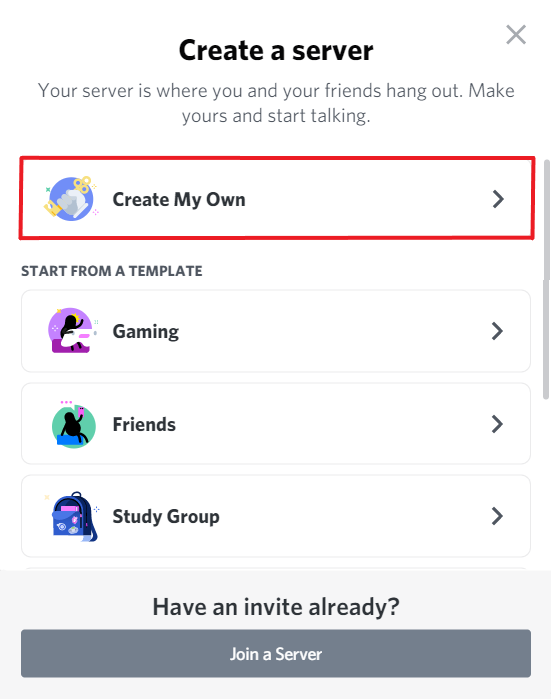 Create a server
Your server is where you and your friends hang out. Make
yours and start talking.
Create My Own
START FROM A TEMPLATE
Gaming
Friends
Study Group
Have an invite already?
Join a Server